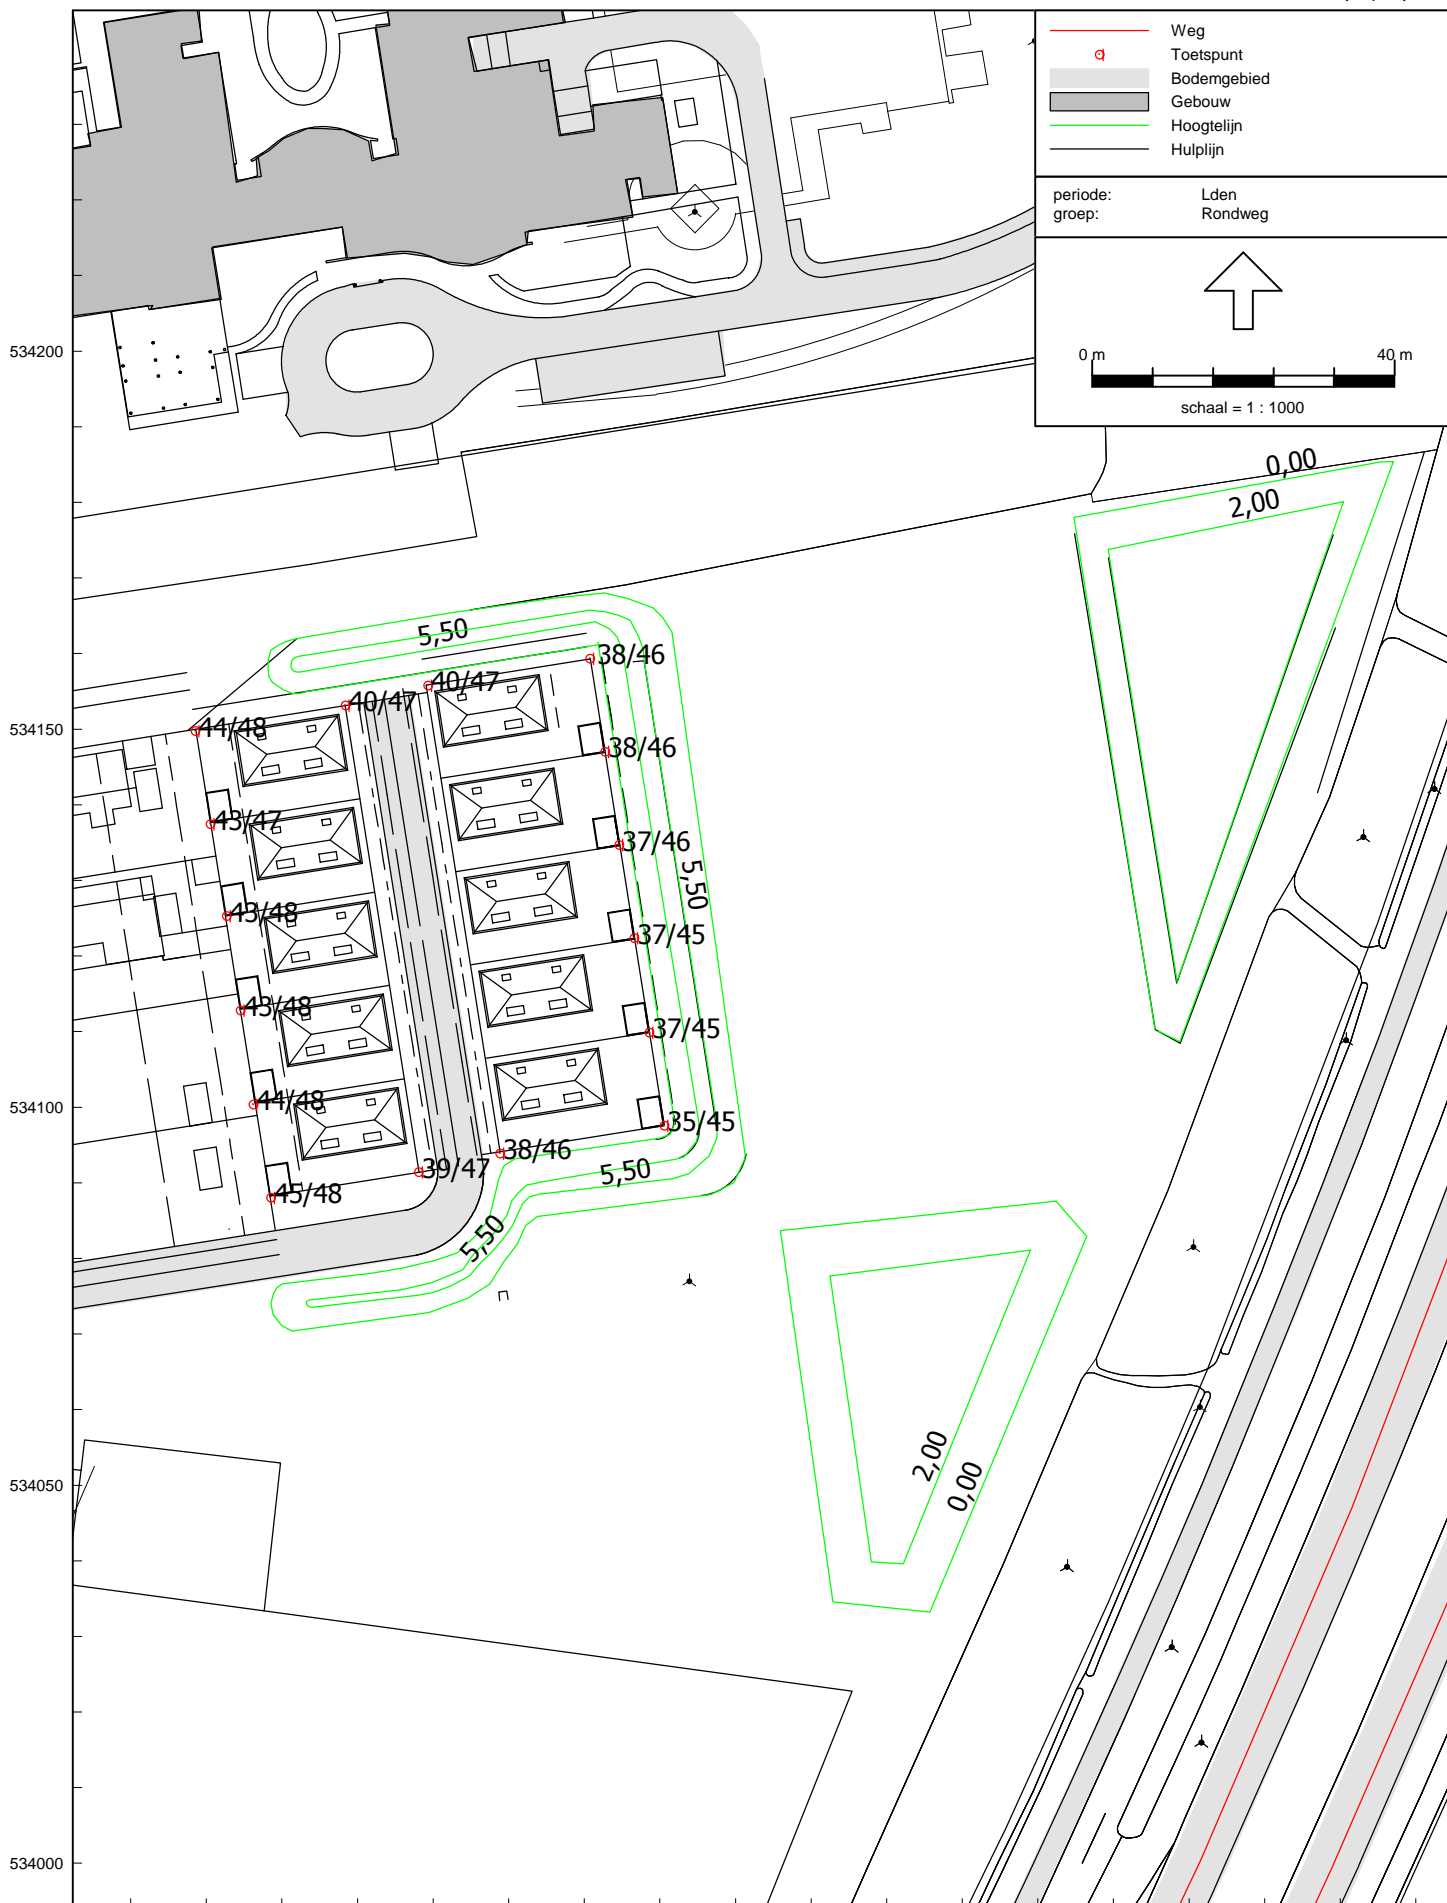 Weg
Toetspunt
Bodemgebied
Gebouw
Hoogtelijn
Hulplijn
periode: Lden
groep: Rondweg
0 m 40 m
schaal = 1 : 1000
534200
0,00
2,00
5,50
38/46
40/47
40/47
44/48
534150
38/46
43/47
37/46
5,50
43/48
37/45
43/48
37/45
44/48
534100
35/45
38/46
39/47
5,50
45/48
5,50
2,00
0,00
534050
534000